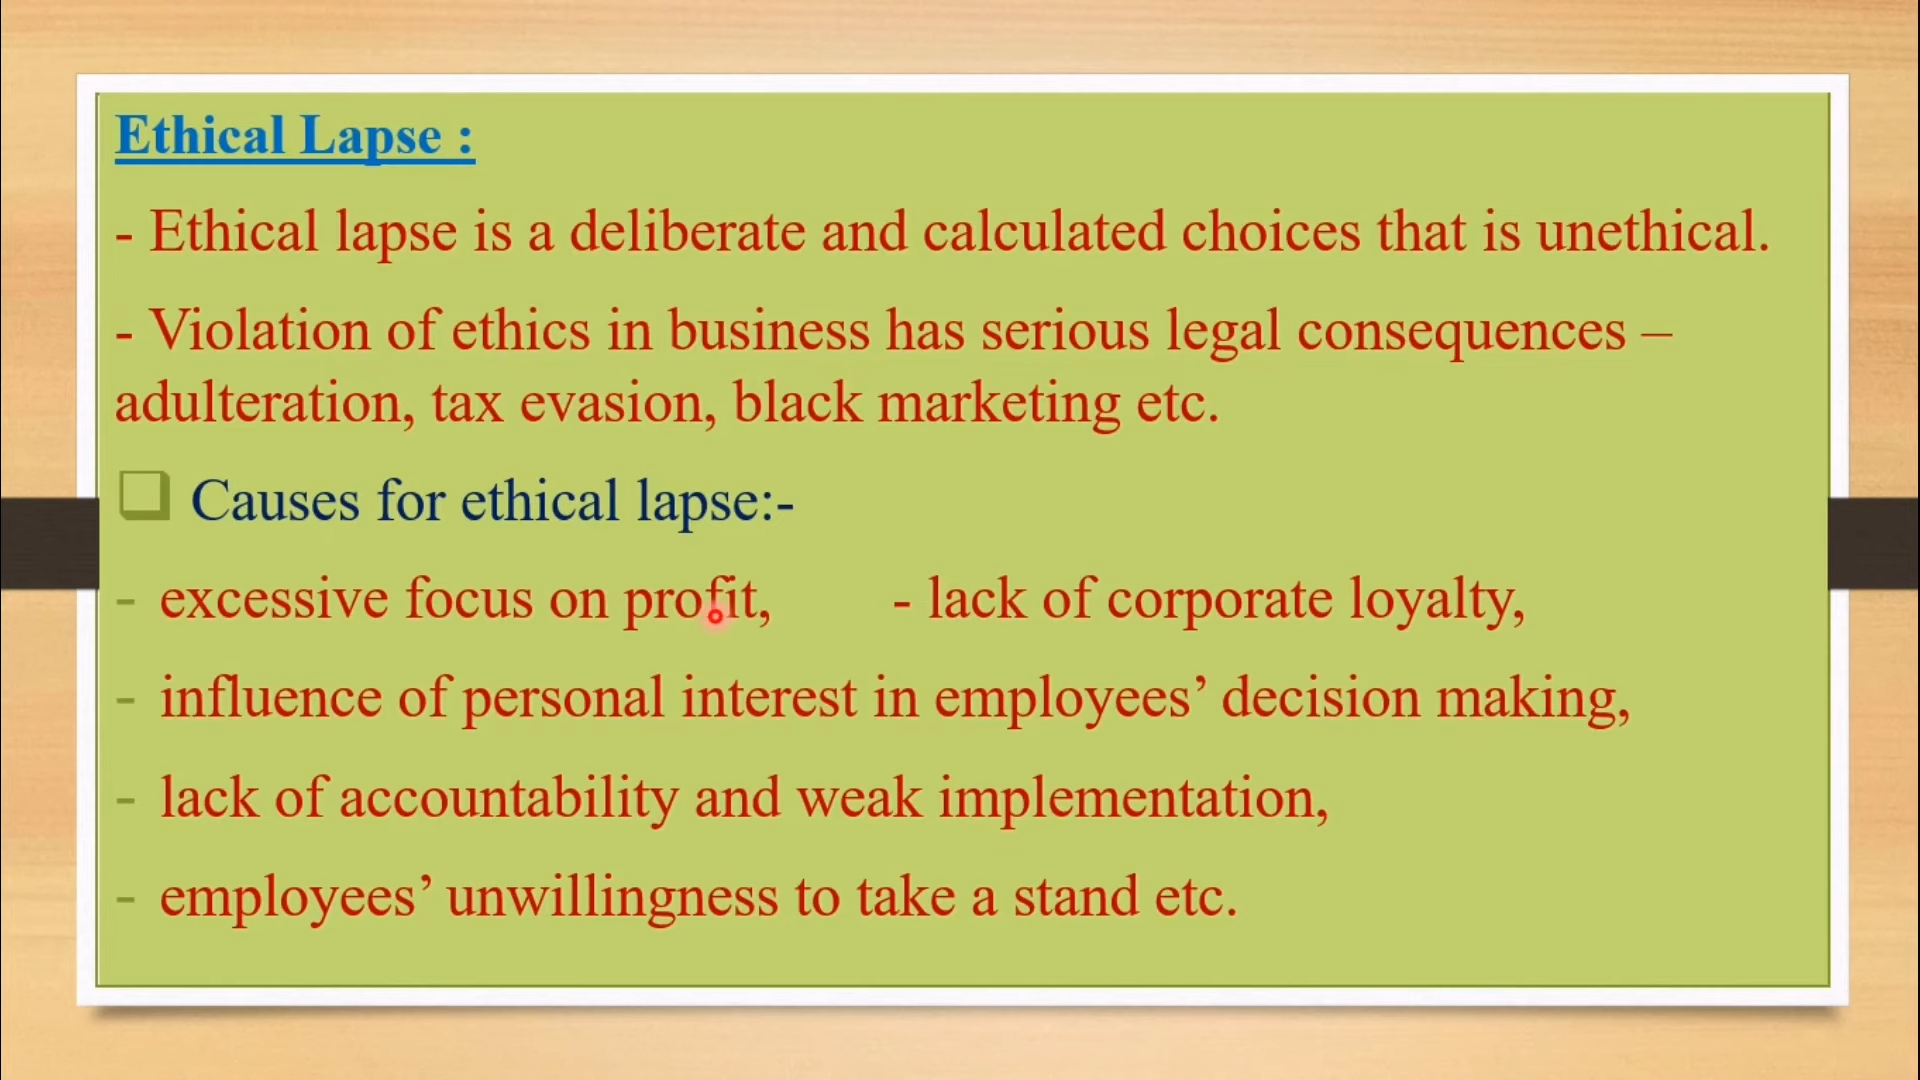 Ethical Lapse :
- Ethical lapse is a deliberate and calculated choices that is unethical.
- Violation of ethics in business has serious legal consequences –
adulteration, tax evasion, black marketing etc.
❑ Causes for ethical lapse:-
- excessive focus on profit, - lack of corporate loyalty,
- influence of personal interest in employees’ decision making,
- lack of accountability and weak implementation,
- employees’ unwillingness to take a stand etc.